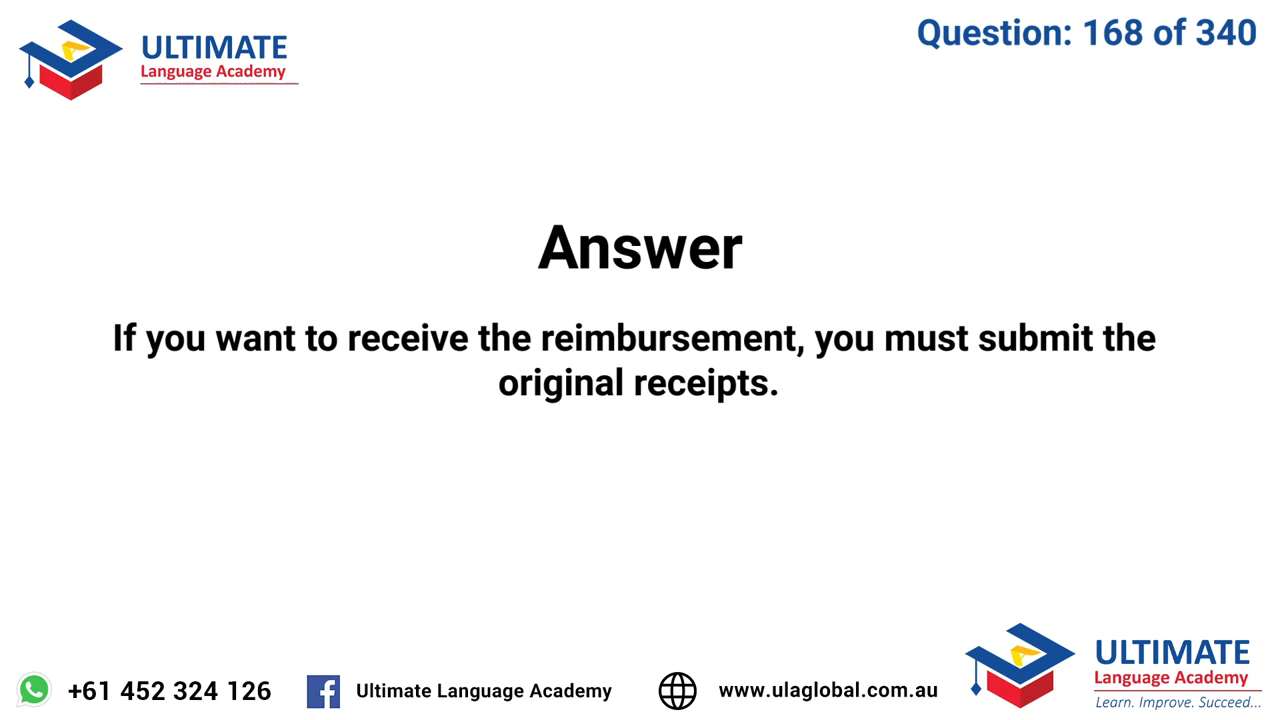 ULTIMATE
Language Academy
Question: 168 of 340
Answer
If you want to receive the reimbursement, you must submit the
original receipts.
+61 452 324 126
Ultimate Language Academy
www.ulaglobal.com.au
ULTIMATE
Language Academy
Learn. Improve. Succeed...